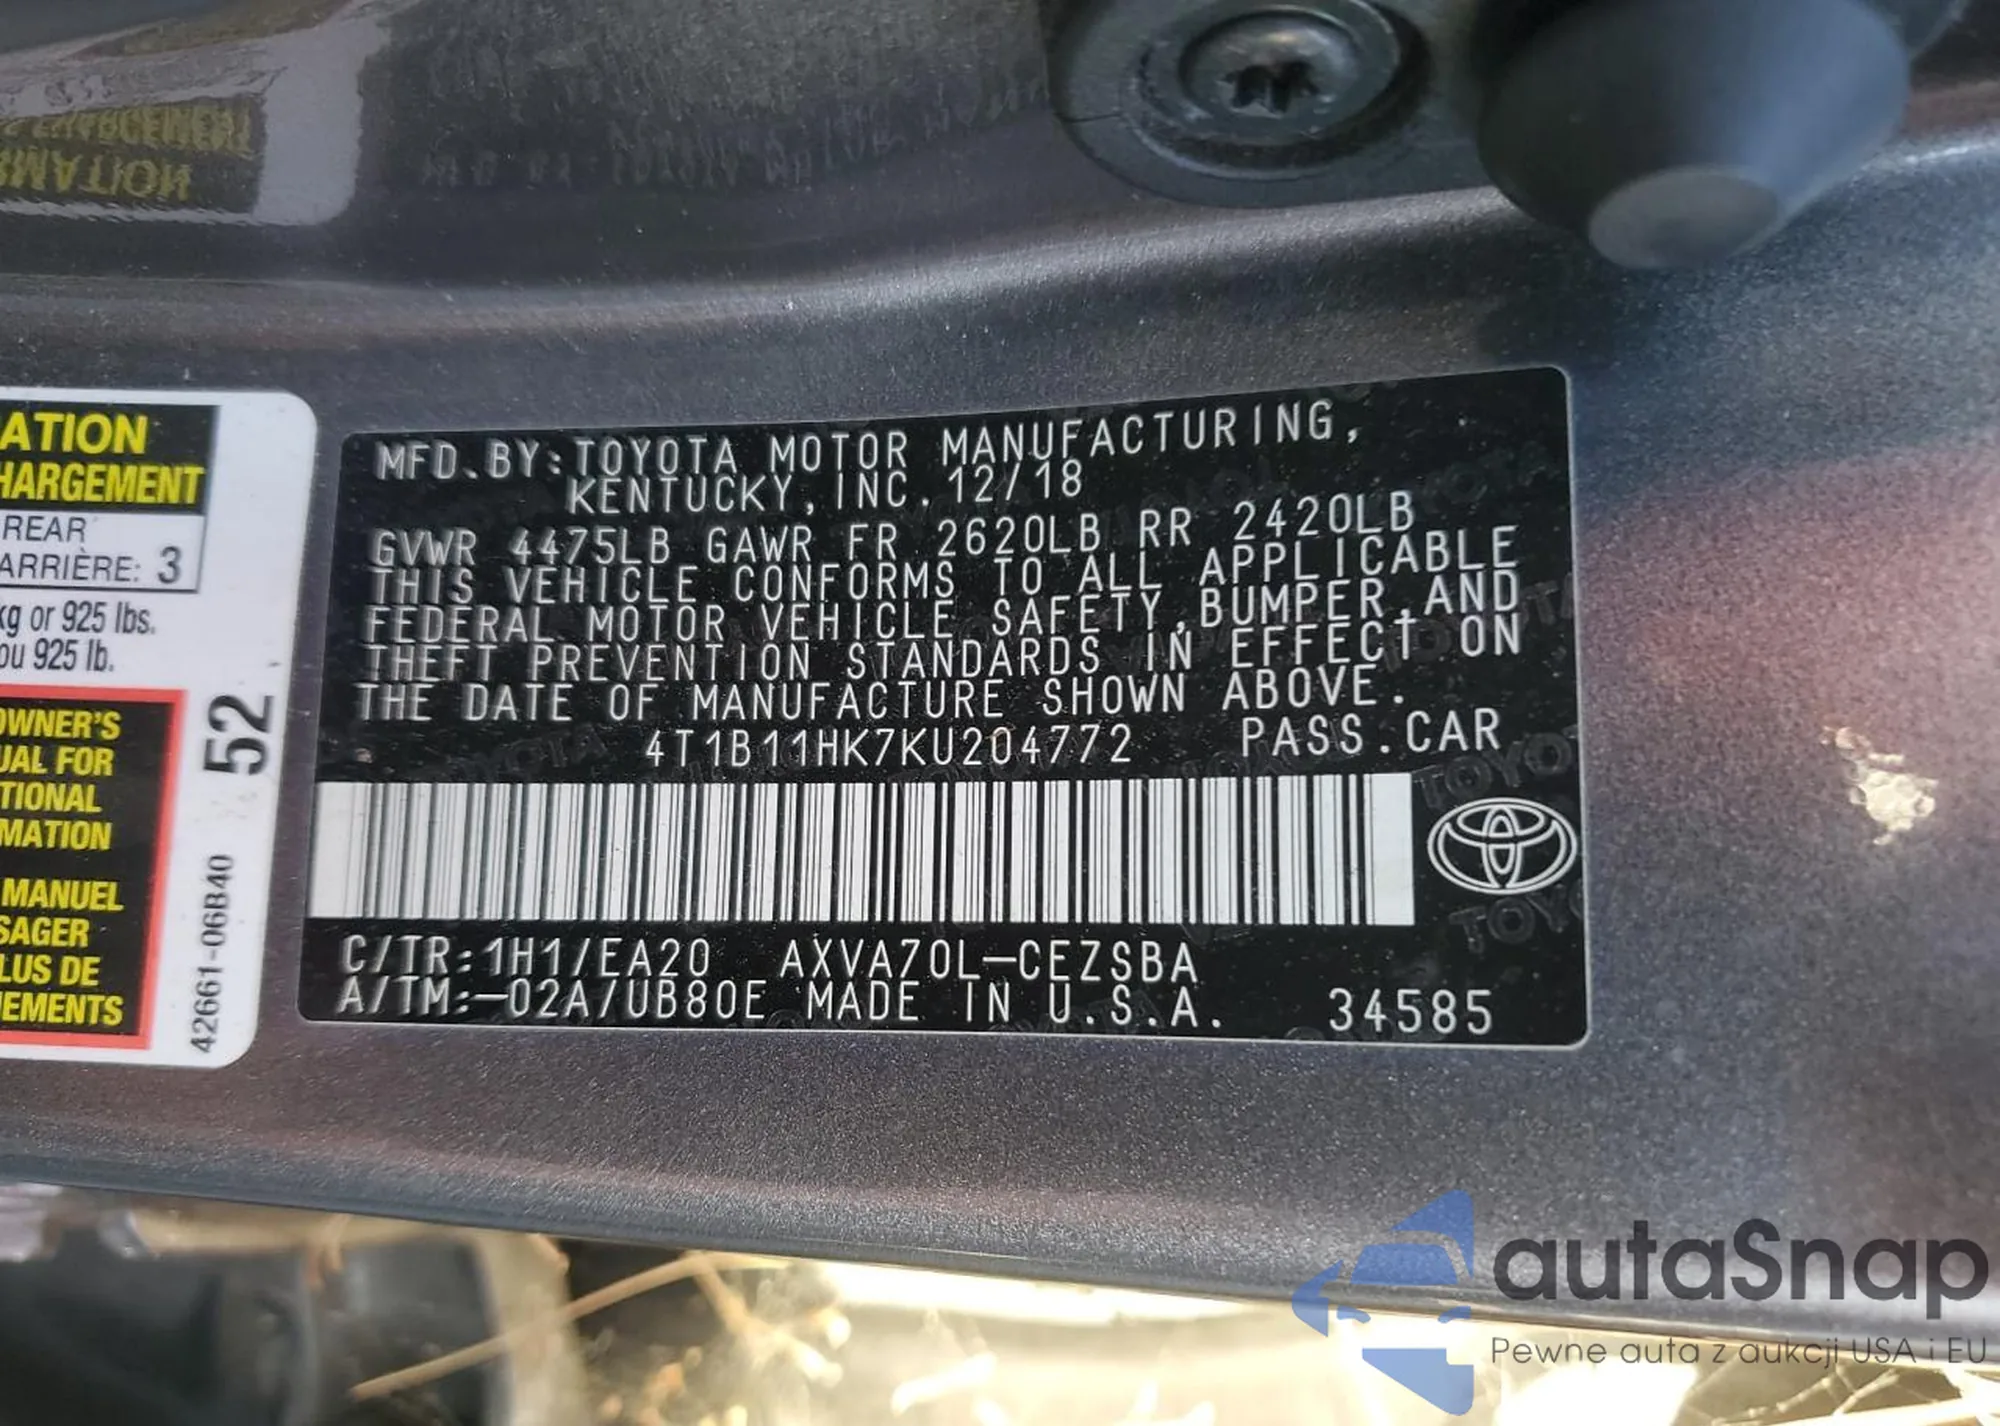 ATION
HARGEMENT
REAR
ARRIÈRE: 3
kg or 925 lbs.
ou 925 lb.
OWNER'S
UAL FOR
TIONAL
MATION
MANUEL
SAGER
LUS DE
EMENTS
52
42661-06B40
MFD.BY:TOYOTA MOTOR MANUFACTURING,
KENTUCKY, INC. 12/18
GVWR 4475LB GAWR FR 2620LB RR 2420LB
THIS VEHICLE CONFORMS TO ALL APPLICABLE
FEDERAL MOTOR VEHICLE SAFETY, BUMPER, AND
THEFT PREVENTION STANDARDS IN EFFECT ON
THE DATE OF MANUFACTURE SHOWN ABOVE.
4T1B11HK7KU204772 PASS.CAR
C/TR:1H1/EA20 AXVA70L-CEZSBA
A/TM:-02A/UB80E MADE IN U.S.A. 34585
autaSnap
Pewne auta z aukcji USA i EU